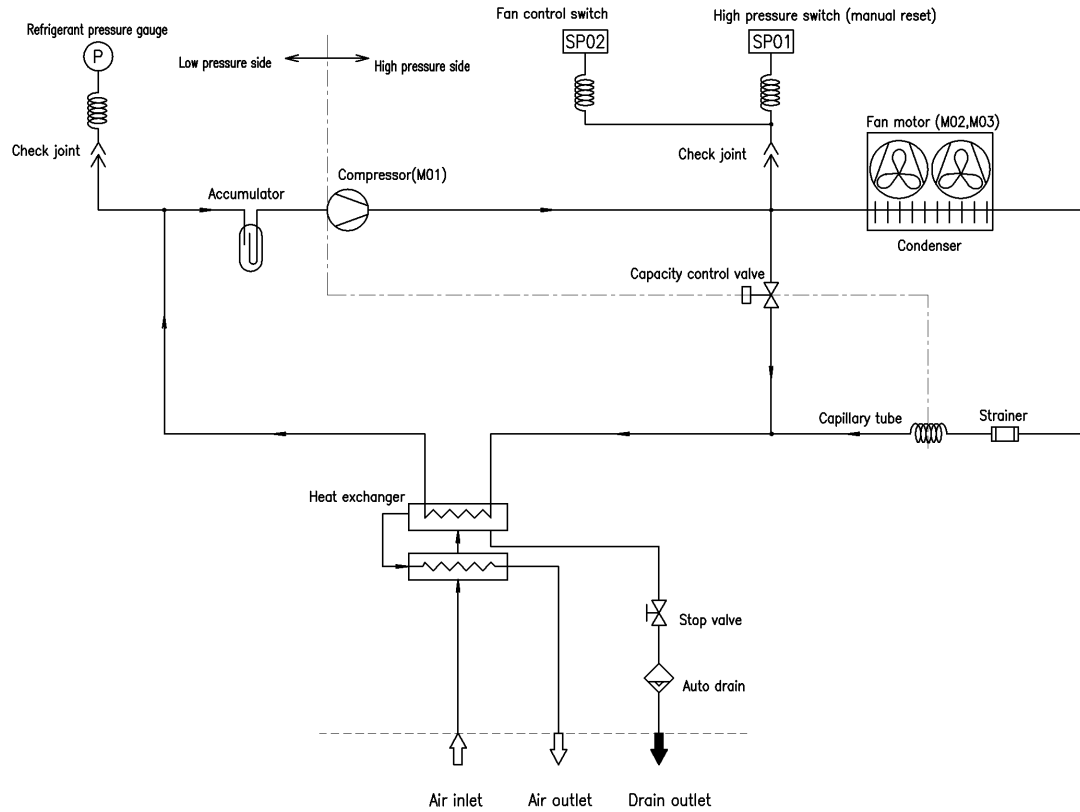 Fan control switch
High pressure switch (manual reset)
Refrigerant pressure gauge
SP02
SP01
P
Low pressure side
High pressure side
Fan motor (M02,M03)
Check joint
Check joint
Compressor(M01)
Accumulator
Condenser
Capacity control valve
Capillary tube
Strainer
Heat exchanger
Stop valve
Auto drain
Air inlet
Air outlet
Drain outlet